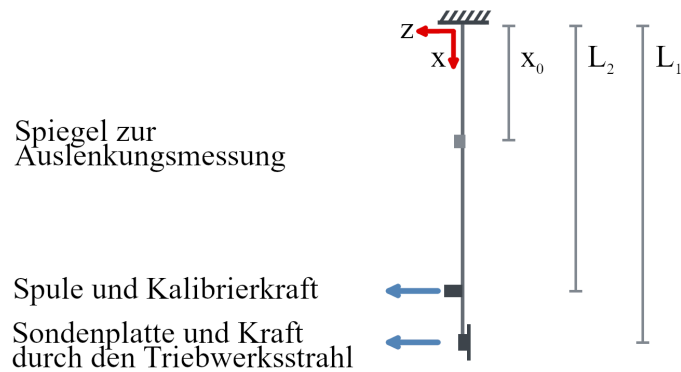 z
x
x₀
L₂
L₁
Spiegel zur
Auslenkungsmessung
Spule und Kalibrierkraft
Sondenplatte und Kraft
durch den Triebwerksstrahl